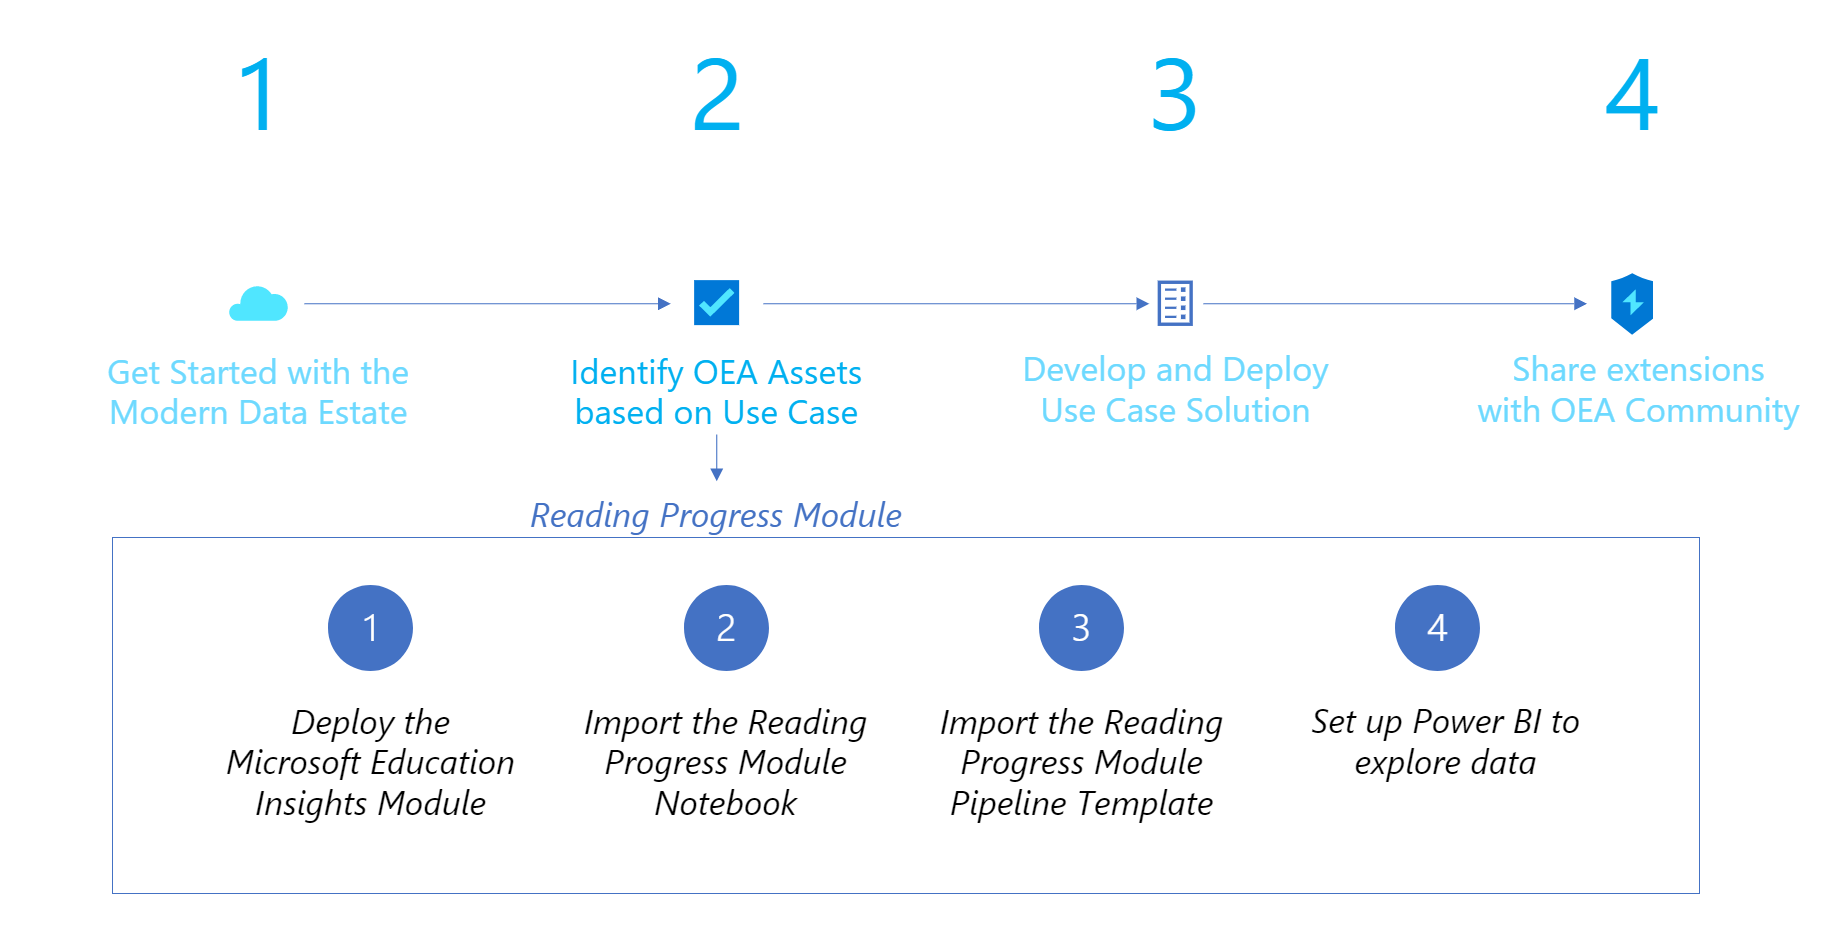 1
2
3
4
Get Started with the
Modern Data Estate
Identify OEA Assets
based on Use Case
Develop and Deploy
Use Case Solution
Share extensions
with OEA Community
Reading Progress Module
1
Deploy the
Microsoft Education
Insights Module
2
Import the Reading
Progress Module
Notebook
3
Import the Reading
Progress Module
Pipeline Template
4
Set up Power BI to
explore data